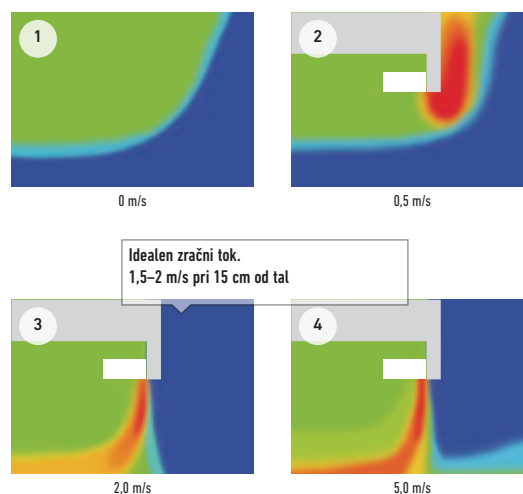 1
2
0 m/s
0,5 m/s
Idealen zračni tok.
1,5–2 m/s pri 15 cm od tal
3
4
2,0 m/s
5,0 m/s